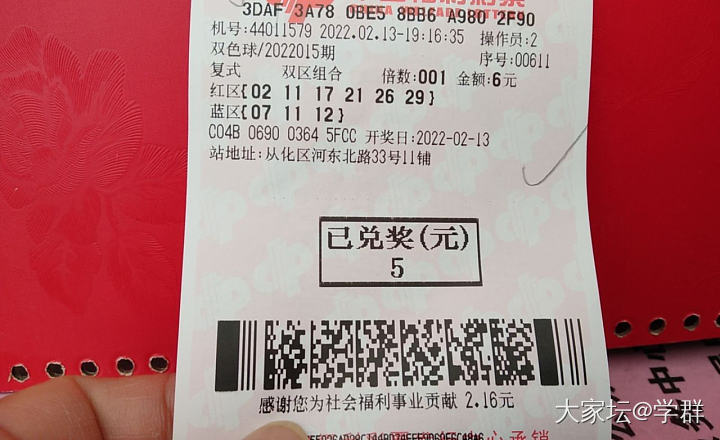 3DAF 3A78 0BE5 8BB6 A980 2F90
机号:44011579 2022.02.13-19:16:35 操作员:2
双色球/2022015期 序号:00611
复式 双区组合 倍数:001 金额:6元
红区{02 11 17 21 26 29}
蓝区{07 11 12}
C04B 0690 0364 5FCC 开奖日:2022-02-13
站地址:从化区河东北路33号11铺
已兑奖(元)
5
感谢您为社会福利事业贡献 2.16元
心承销
大家坛@学群